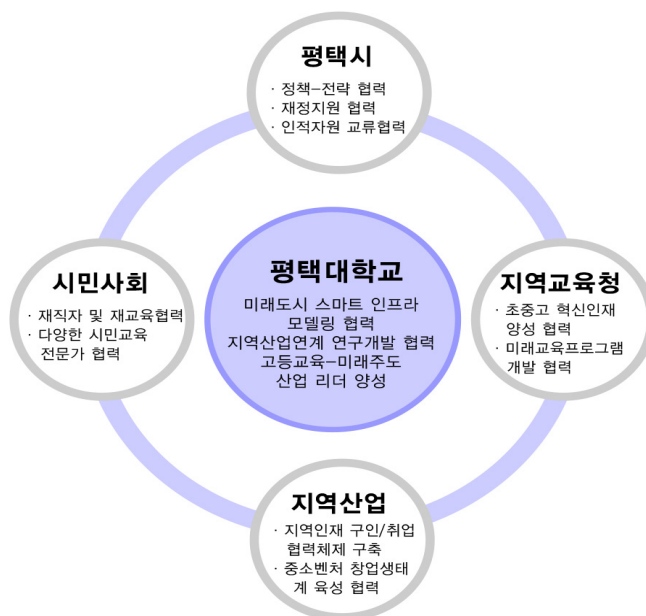 평택시
· 정책-전략 협력
· 재정지원 협력
· 인적자원 교류협력
시민사회
· 재직자 및 재교육협력
· 다양한 시민교육
전문가 협력
평택대학교
미래도시 스마트 인프라
모델링 협력
지역산업연계 연구개발 협력
고등교육-미래주도
산업 리더 양성
지역교육청
· 초중고 혁신인재
양성 협력
· 미래교육프로그램
개발 협력
지역산업
· 지역인재 구인/취업
협력체제 구축
· 중소벤처 창업생태
계 육성 협력